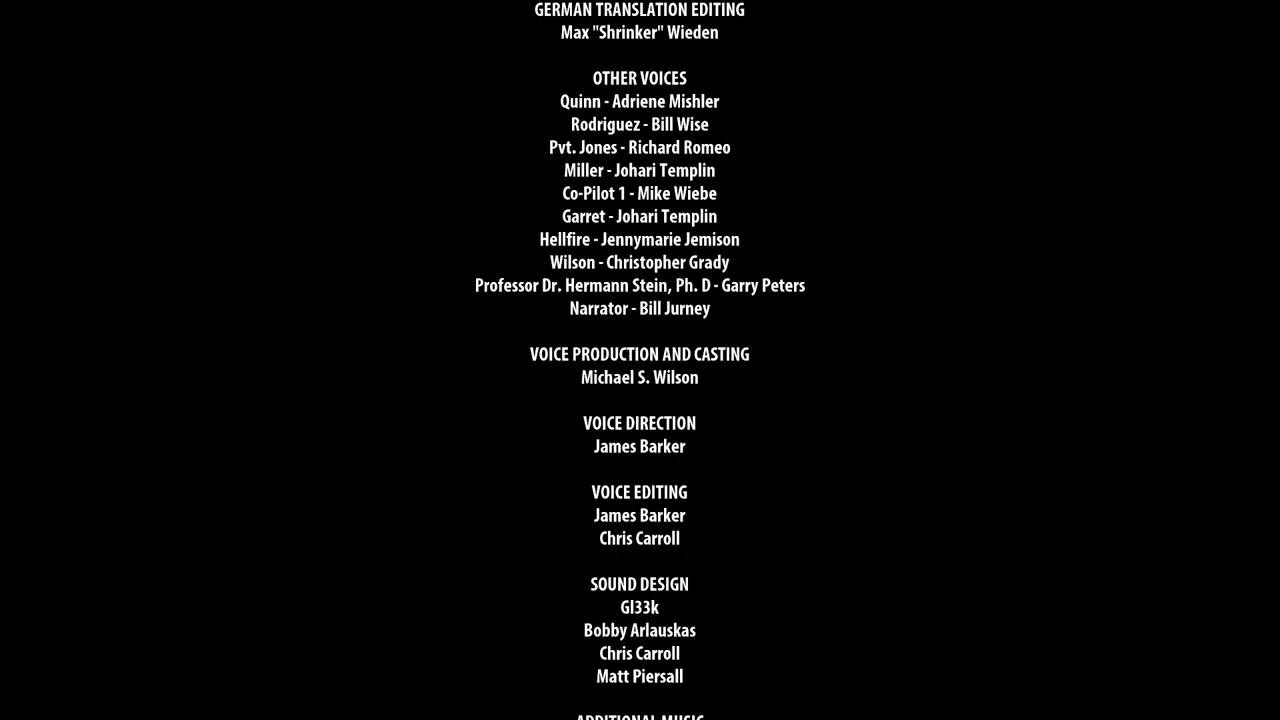 GERMAN TRANSLATION EDITING
Max "Shrinker" Wieden
OTHER VOICES
Quinn - Adriene Mishler
Rodriguez - Bill Wise
Pvt. Jones - Richard Romeo
Miller - Johari Templin
Co-Pilot 1 - Mike Wiebe
Garret - Johari Templin
Hellfire - Jennymarie Jemison
Wilson - Christopher Grady
Professor Dr. Hermann Stein, Ph. D - Garry Peters
Narrator - Bill Jurney
VOICE PRODUCTION AND CASTING
Michael S. Wilson
VOICE DIRECTION
James Barker
VOICE EDITING
James Barker
Chris Carroll
SOUND DESIGN
Gl33k
Bobby Arlauskas
Chris Carroll
Matt Piersall
ADDITIONAL MUSIC